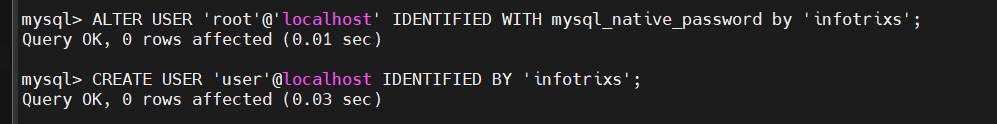 mysql> ALTER USER 'root'@'localhost' IDENTIFIED WITH mysql_native_password by 'infotrixs';
Query OK, 0 rows affected (0.01 sec)
mysql> CREATE USER 'user'@localhost IDENTIFIED BY 'infotrixs';
Query OK, 0 rows affected (0.03 sec)